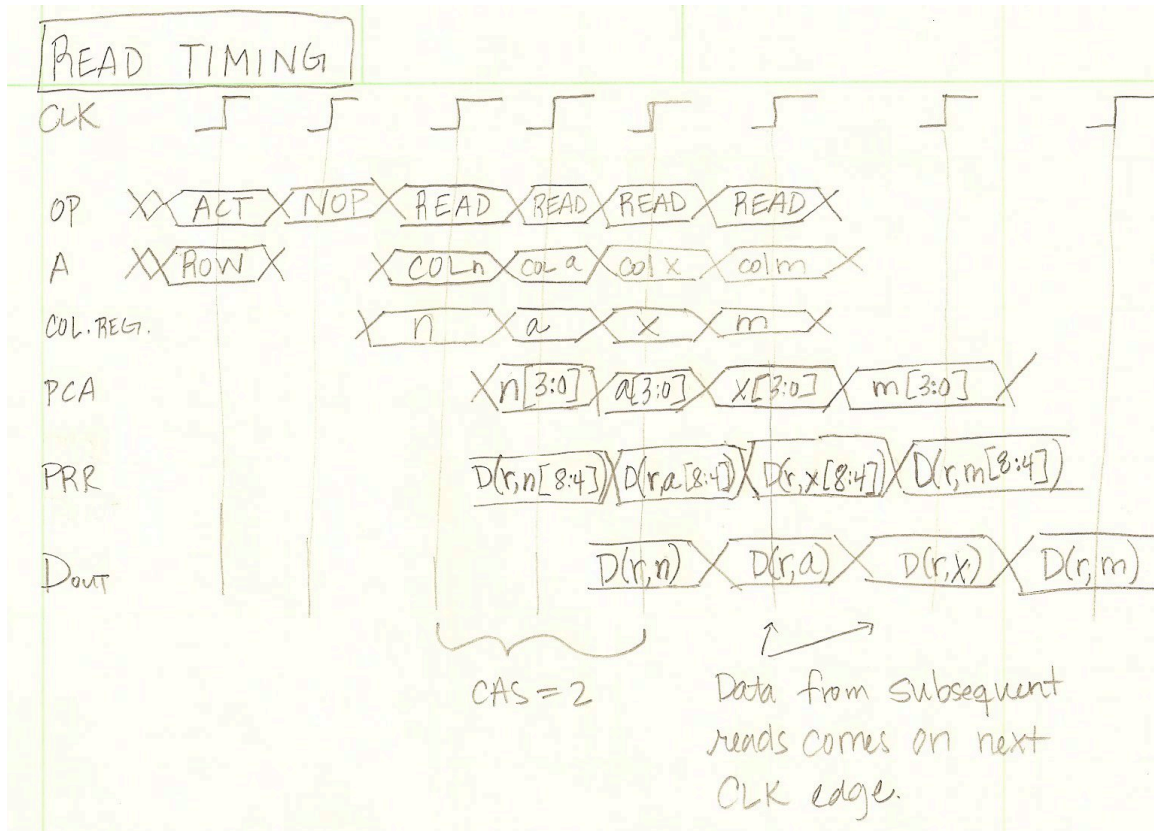 READ TIMING
CLK
OP XX ACT NOP READ READ READ READ
A XX ROW COLn COL a col x col m
COL. REG. n a x m
PCA n[3:0] a[3:0] x[3:0] m[3:0]
PRR D(r,n[8:4]) D(r,a[8:4]) D(r,x[8:4]) D(r,m[8:4])
DOUT D(r,n) D(r,a) D(r,x) D(r,m)
CAS = 2
Data from subsequent
reads comes on next
CLK edge.